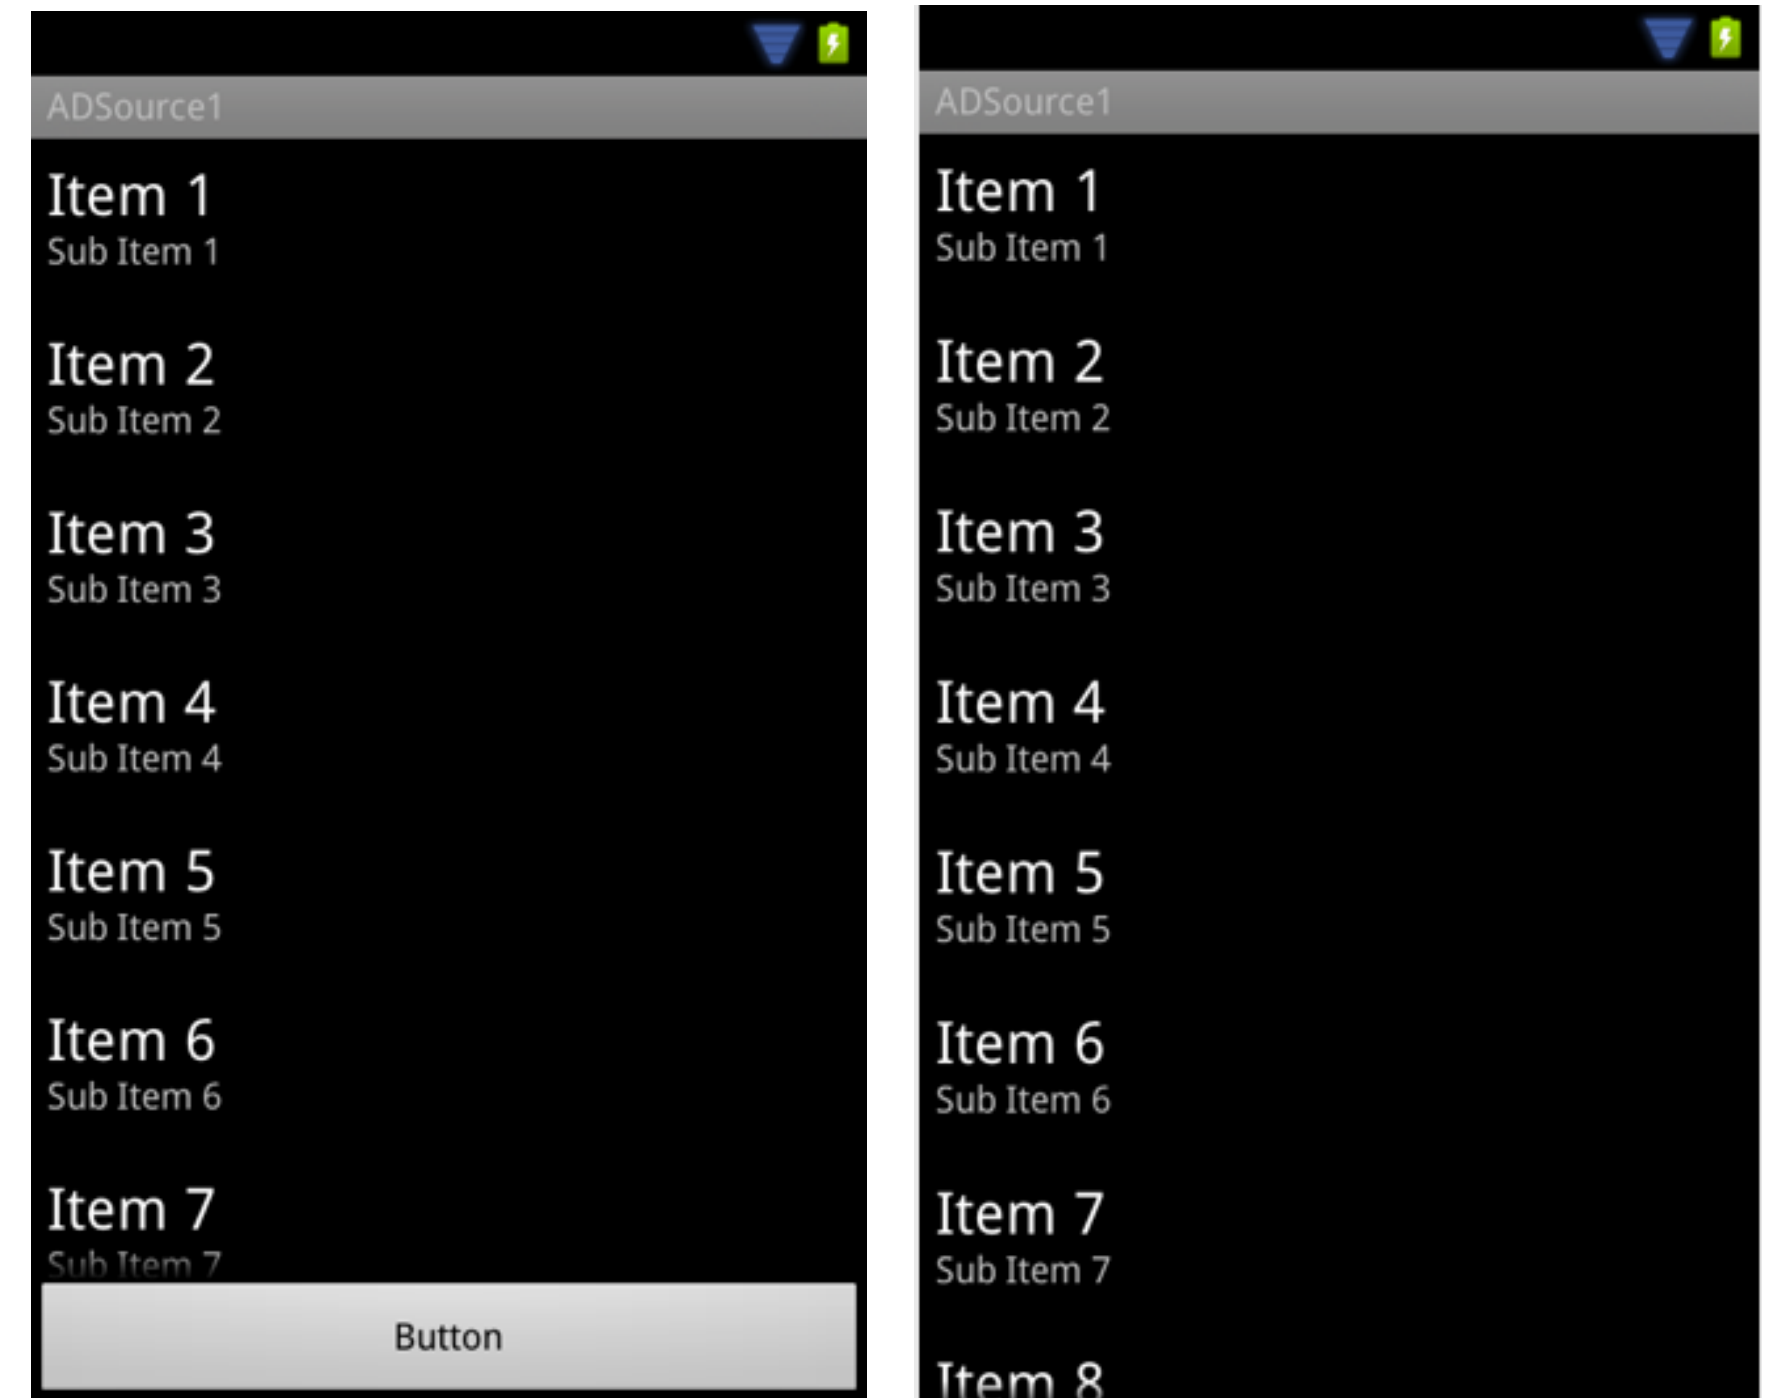 ADSource1
Item 1
Sub Item 1
Item 2
Sub Item 2
Item 3
Sub Item 3
Item 4
Sub Item 4
Item 5
Sub Item 5
Item 6
Sub Item 6
Item 7
Sub Item 7
Button
ADSource1
Item 1
Sub Item 1
Item 2
Sub Item 2
Item 3
Sub Item 3
Item 4
Sub Item 4
Item 5
Sub Item 5
Item 6
Sub Item 6
Item 7
Sub Item 7
Item 8